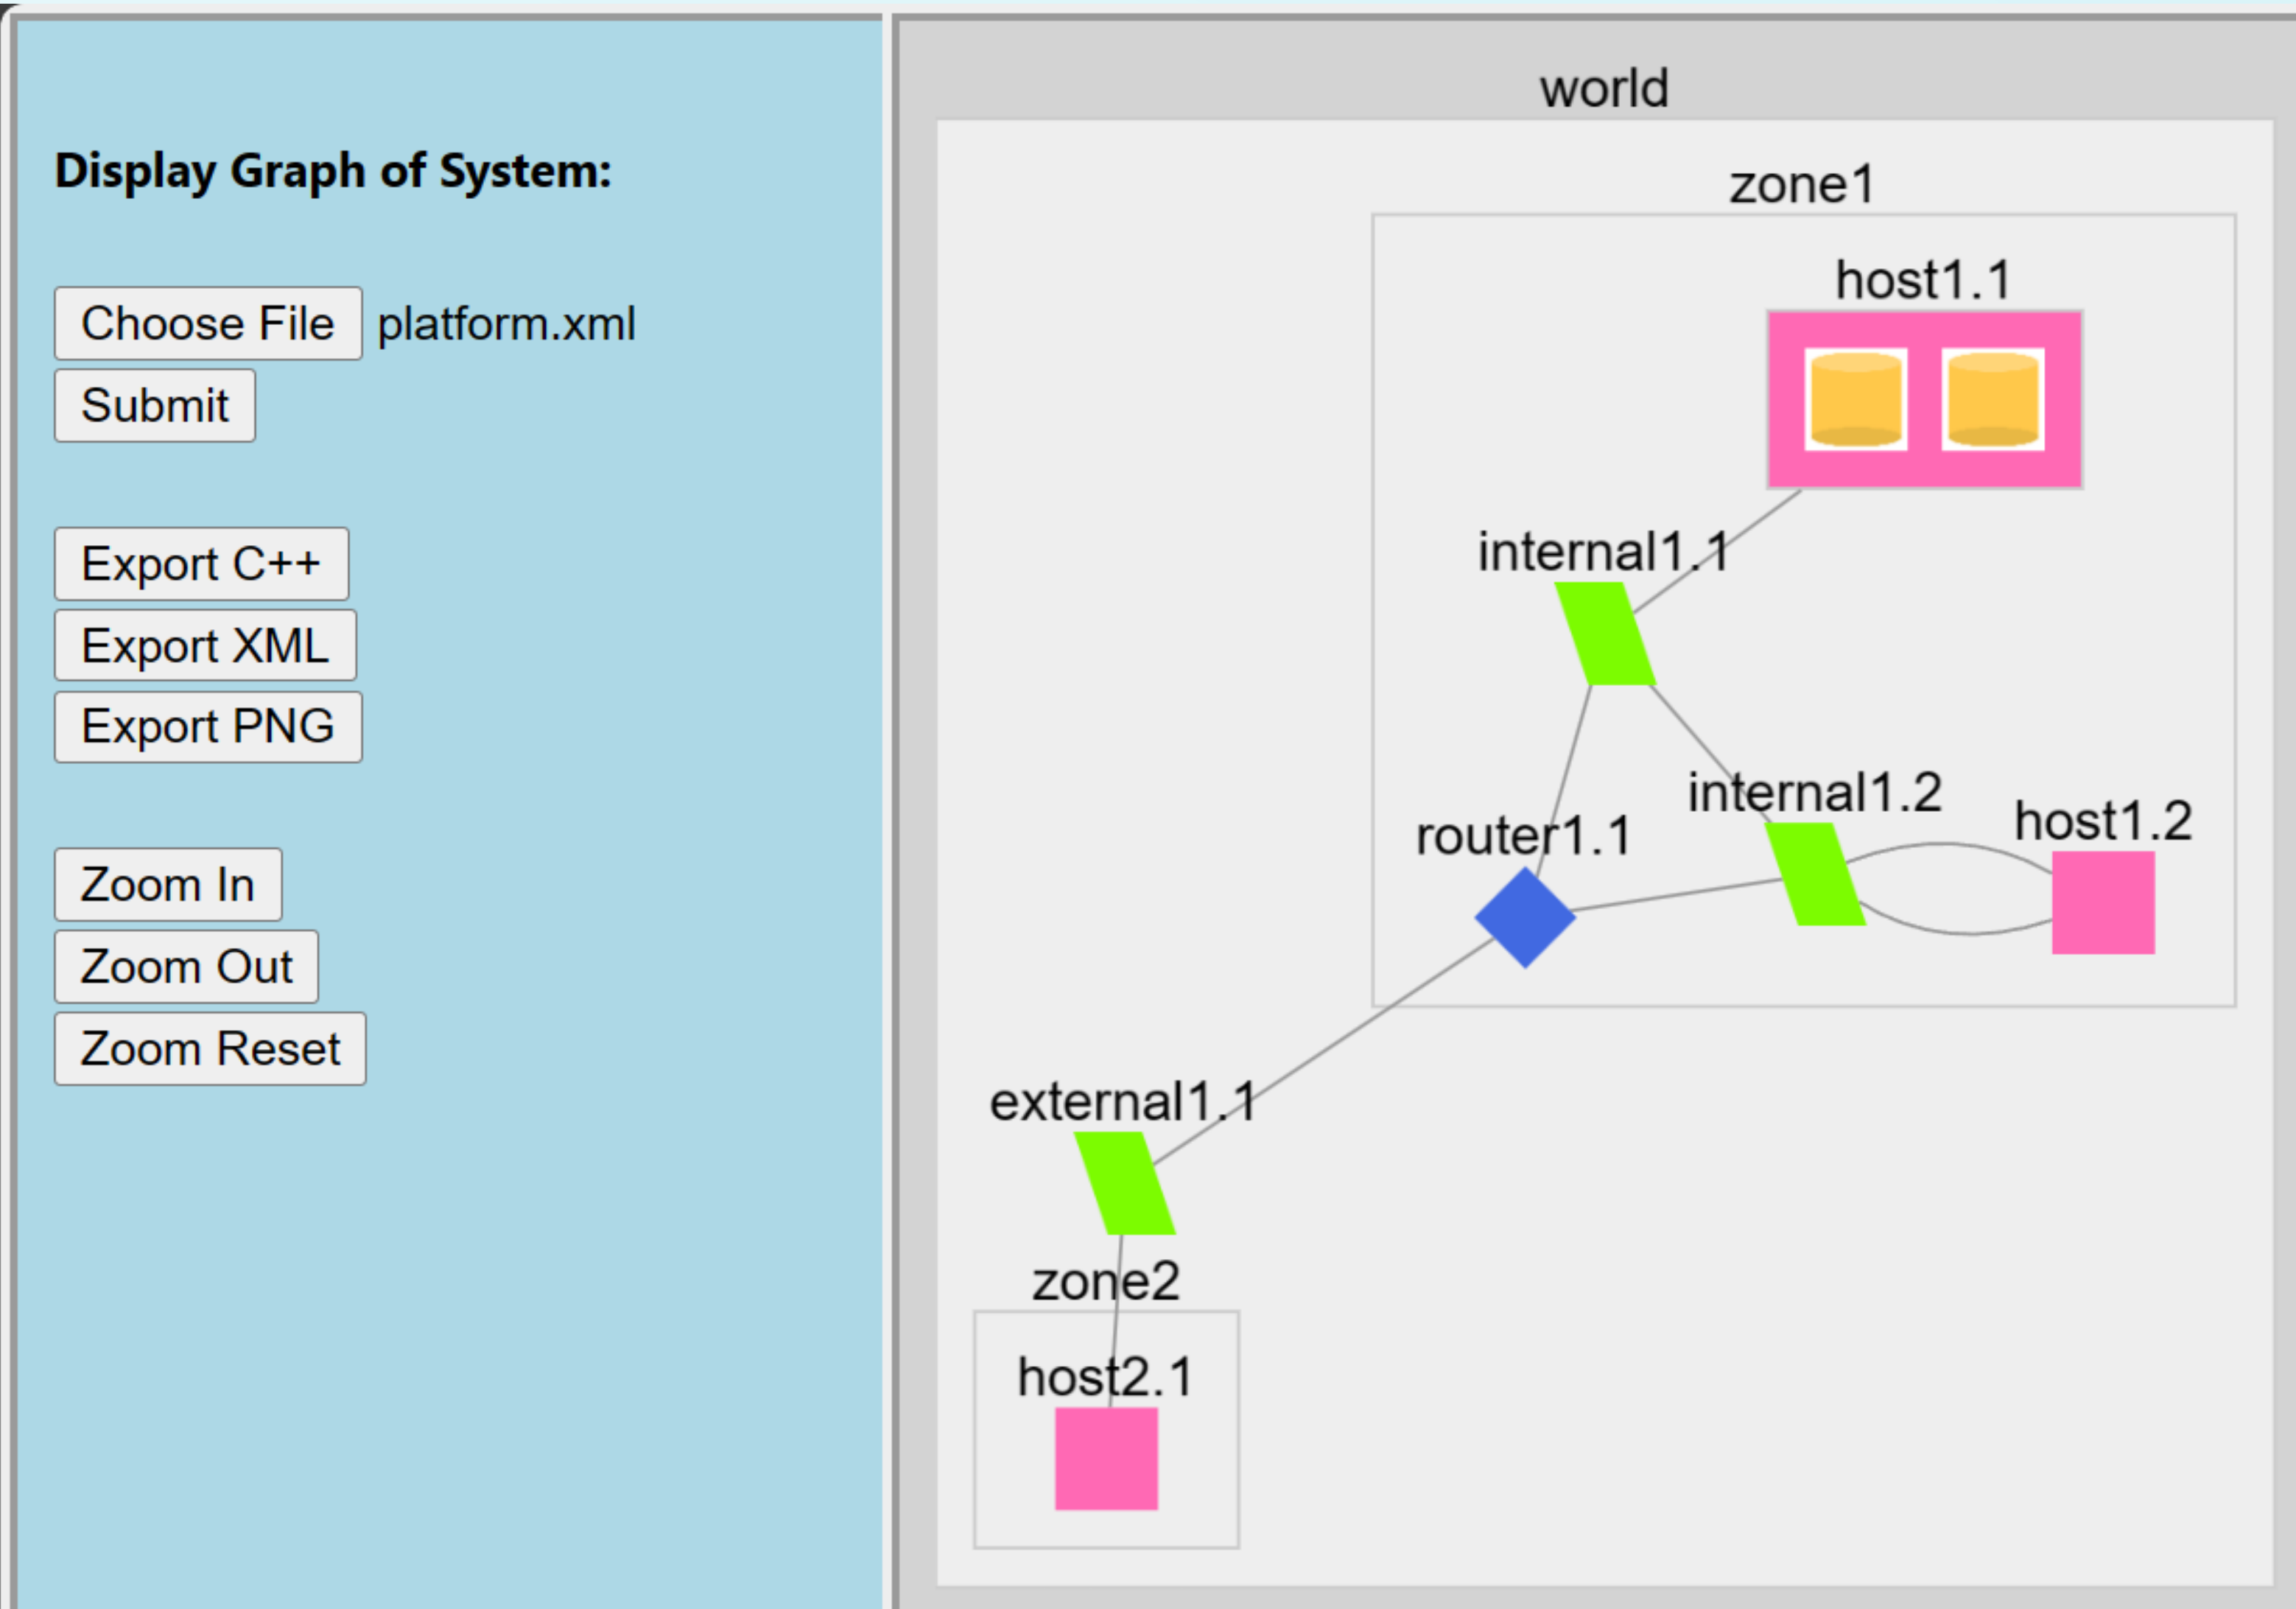 Display Graph of System:
Choose File platform.xml
Submit
Export C++
Export XML
Export PNG
Zoom In
Zoom Out
Zoom Reset
world
zone1
host1.1
internal1.1
internal1.2
host1.2
router1.1
external1.1
zone2
host2.1